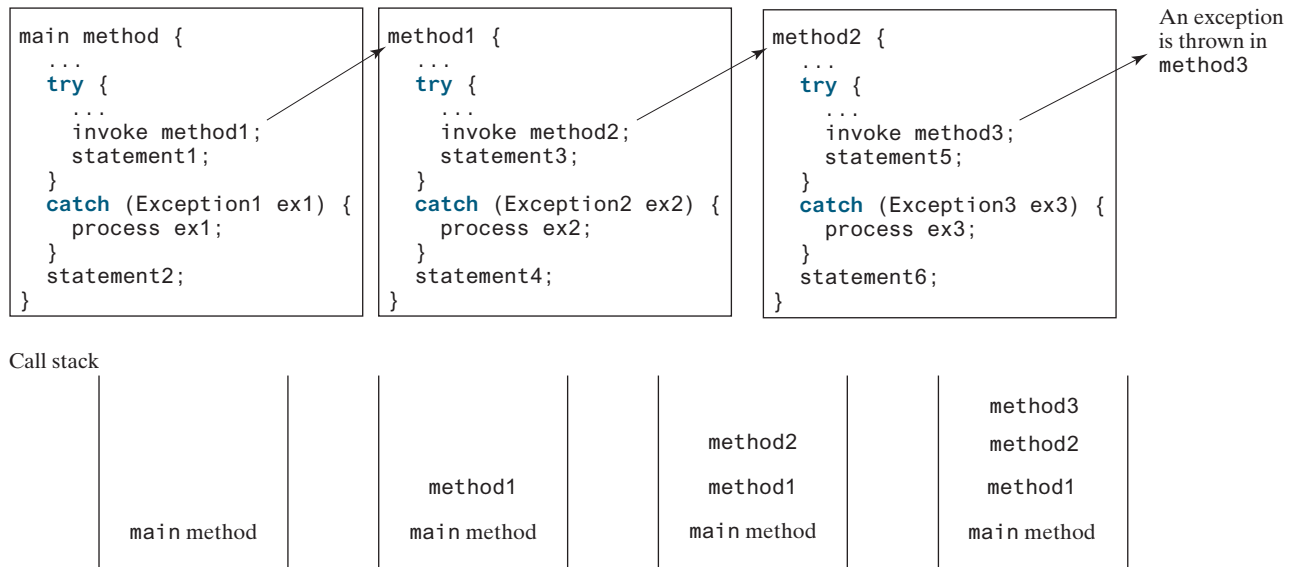 main method {
  ...
  try {
    ...
    invoke method1;
    statement1;
  }
  catch (Exception1 ex1) {
    process ex1;
  }
  statement2;
}
method1 {
  ...
  try {
    ...
    invoke method2;
    statement3;
  }
  catch (Exception2 ex2) {
    process ex2;
  }
  statement4;
}
method2 {
  ...
  try {
    ...
    invoke method3;
    statement5;
  }
  catch (Exception3 ex3) {
    process ex3;
  }
  statement6;
}
An exception
is thrown in
method3
Call stack
main method
method1
main method
method2
method1
main method
method3
method2
method1
main method